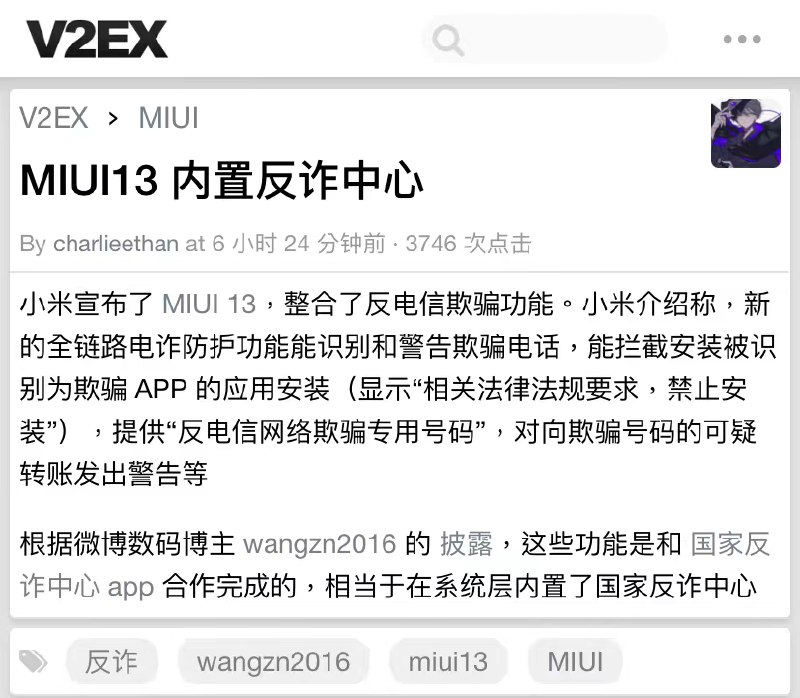 V2EX
V2EX > MIUI
MIUI13 内置反诈中心
By charlieethan at 6 小时 24 分钟前 · 3746 次点击
小米宣布了 MIUI 13，整合了反电信欺骗功能。小米介绍称，新
的全链路电诈防护功能能识别和警告欺骗电话，能拦截安装被识
别为欺骗 APP 的应用安装（显示“相关法律法规要求，禁止安
装”），提供“反电信网络欺骗专用号码”，对向欺骗号码的可疑
转账发出警告等
根据微博数码博主 wangzn2016 的 披露，这些功能是和 国家反
诈中心 app 合作完成的，相当于在系统层内置了国家反诈中心
反诈 wangzn2016 miui13 MIUI